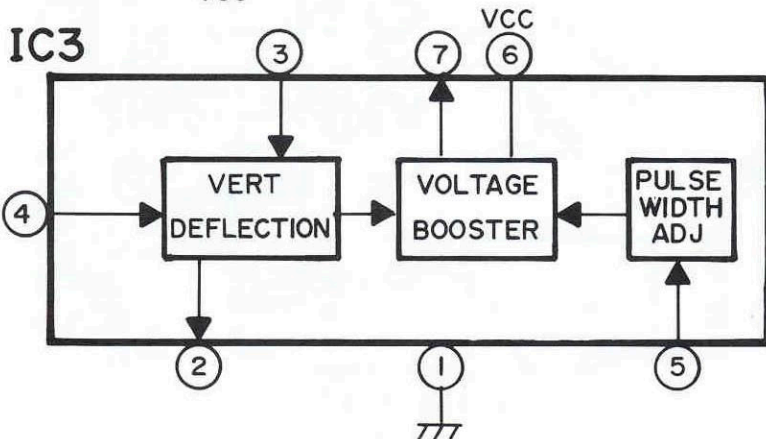 VCC
IC3
3
7
6
4
VERT
DEFLECTION
VOLTAGE
BOOSTER
PULSE
WIDTH
ADJ
2
1
5